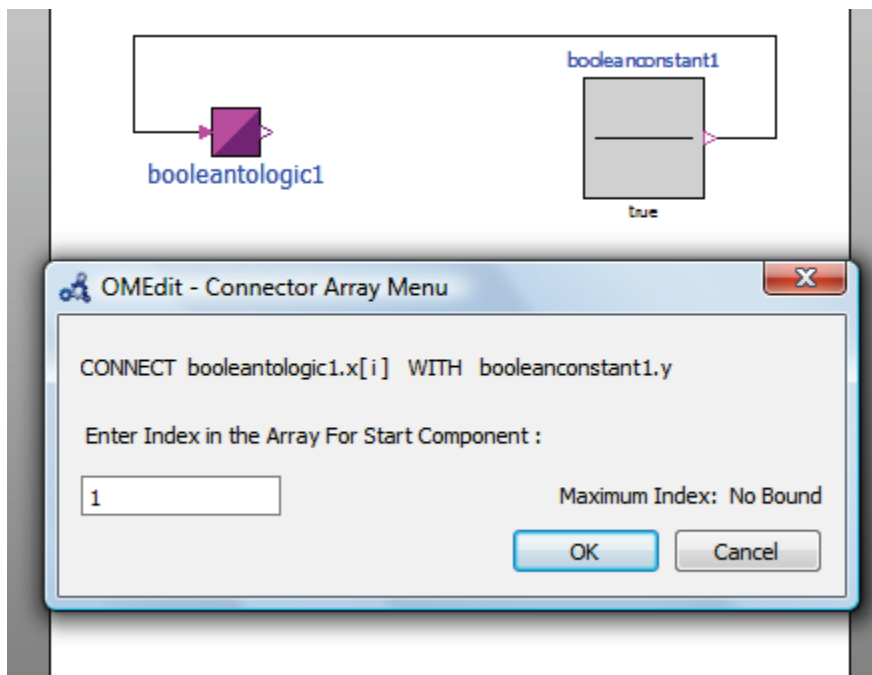 booleanconstant1
booleantologic1
true
OMEdit - Connector Array Menu
CONNECT booleantologic1.x[i] WITH booleanconstant1.y
Enter Index in the Array For Start Component :
1
Maximum Index: No Bound
OK
Cancel